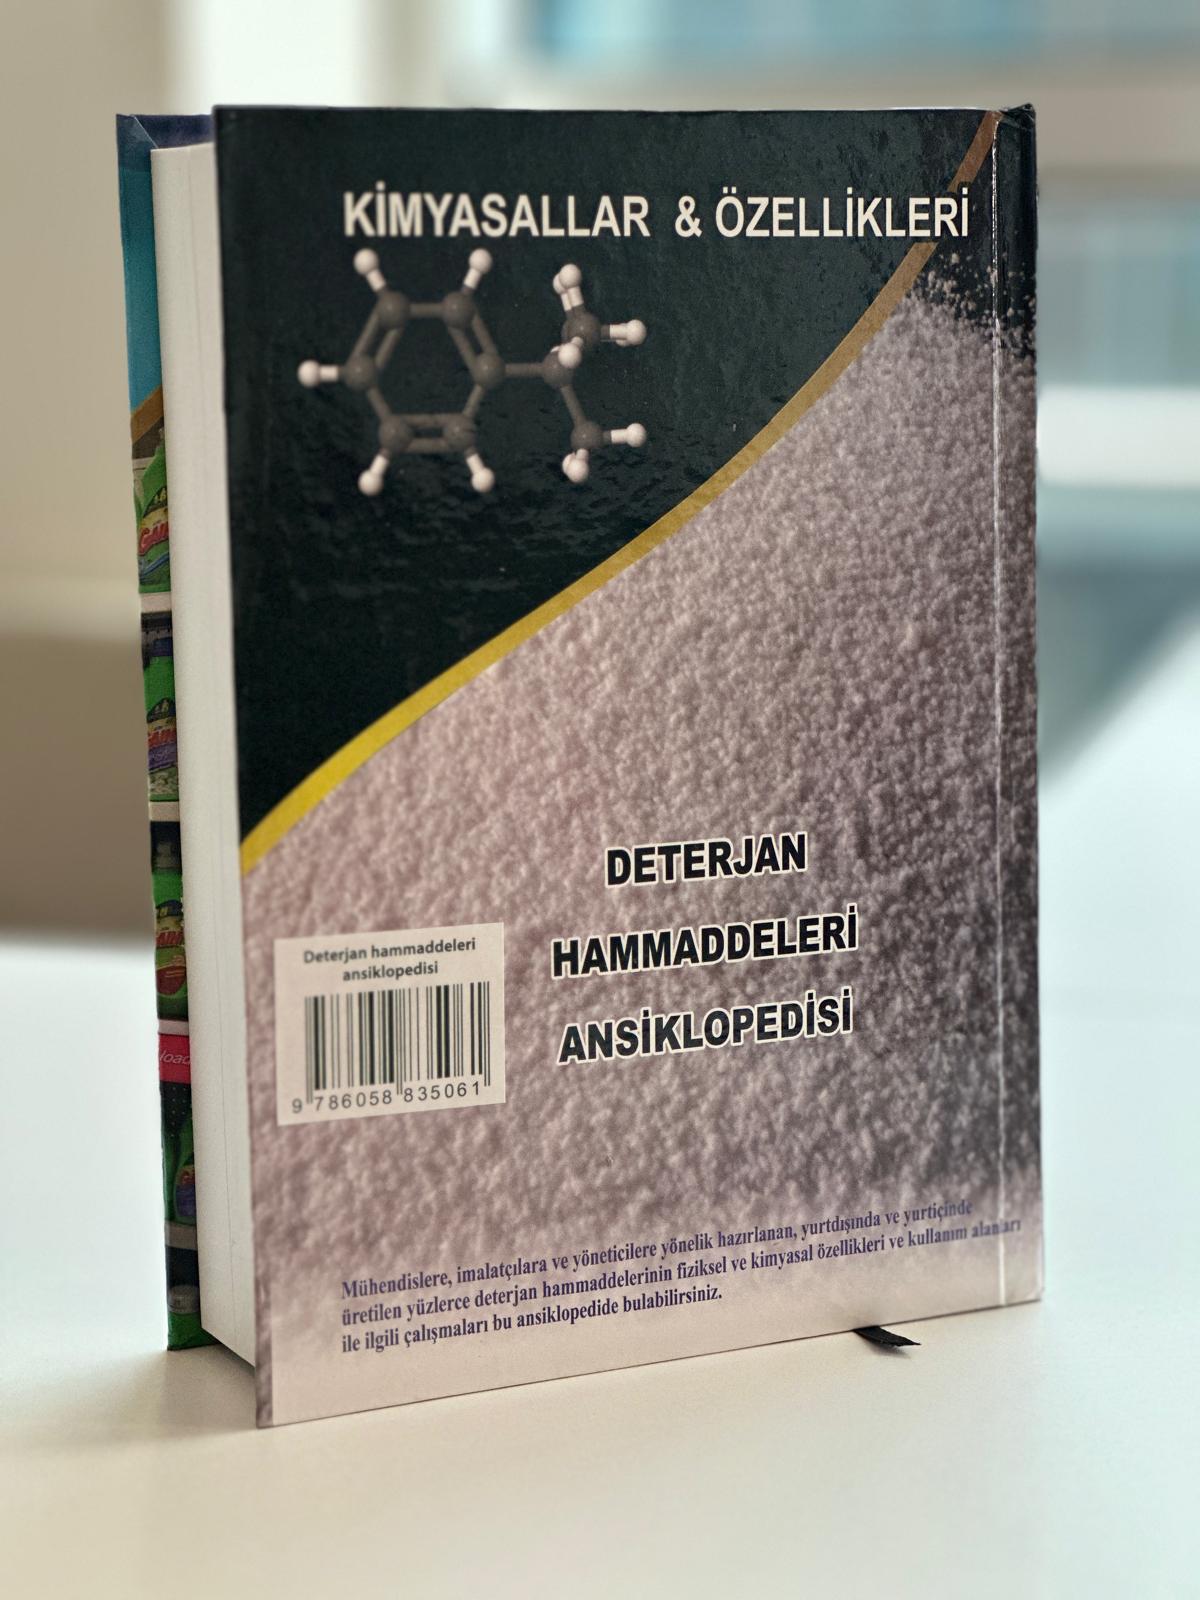 KİMYASALLAR & ÖZELLİKLERİ
DETERJAN
HAMMADDELERİ
ANSİKLOPEDİSİ
Deterjan hammaddeleri
ansiklopedisi
9 786058 835061
Mühendislere, imalatçılara ve yöneticilere yönelik hazırlanan, yurtdışında ve yurtiçinde
üretilen yüzlerce deterjan hammaddelerinin fiziksel ve kimyasal özellikleri ve kullanım alanları
ile ilgili çalışmaları bu ansiklopedide bulabilirsiniz.